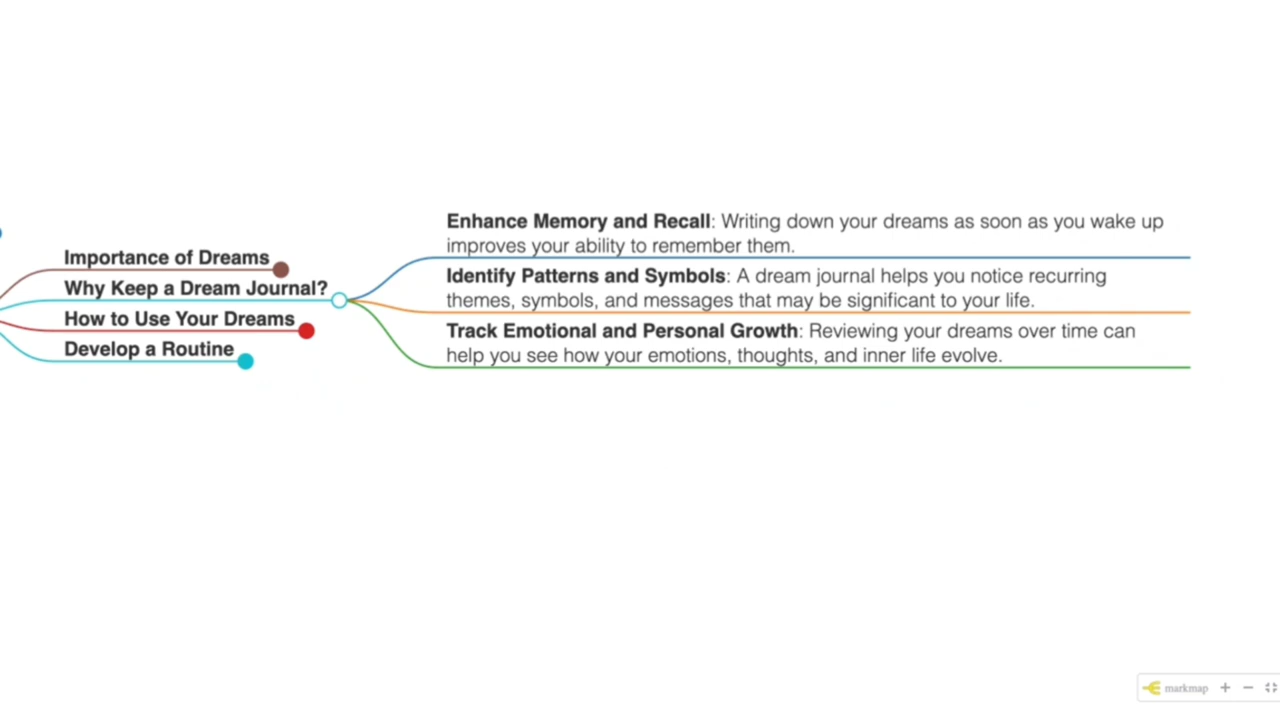 Importance of Dreams
Why Keep a Dream Journal?
How to Use Your Dreams
Develop a Routine
Enhance Memory and Recall: Writing down your dreams as soon as you wake up
improves your ability to remember them.
Identify Patterns and Symbols: A dream journal helps you notice recurring
themes, symbols, and messages that may be significant to your life.
Track Emotional and Personal Growth: Reviewing your dreams over time can
help you see how your emotions, thoughts, and inner life evolve.
markmap